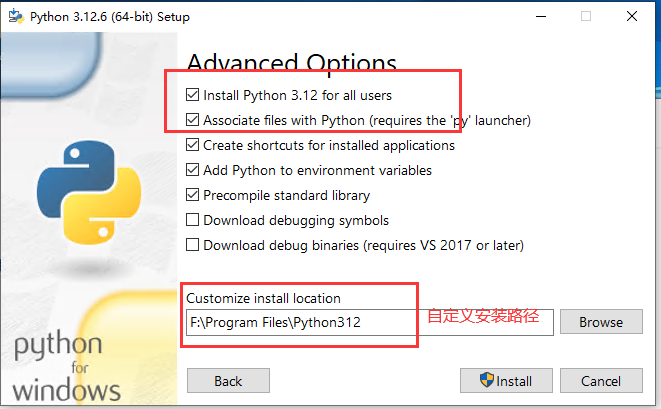 Python 3.12.6 (64-bit) Setup
Advanced Options
Install Python 3.12 for all users
Associate files with Python (requires the 'py' launcher)
Create shortcuts for installed applications
Add Python to environment variables
Precompile standard library
Download debugging symbols
Download debug binaries (requires VS 2017 or later)
Customize install location
F:\Program Files\Python312
自定义安装路径
Browse
python
for
windows
Back
Install
Cancel